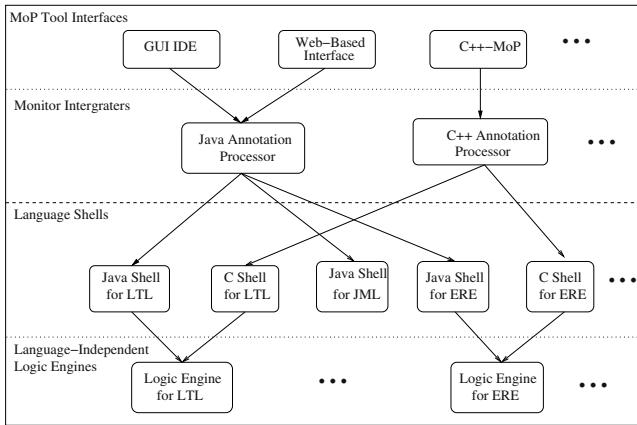 MoP Tool Interfaces
GUI IDE
Web−Based
Interface
C++−MoP
Monitor Intergraters
Java Annotation
Processor
C++ Annotation
Processor
Language Shells
Java Shell
for LTL
C Shell
for LTL
Java Shell
for JML
Java Shell
for ERE
C Shell
for ERE
Language−Independent
Logic Engines
Logic Engine
for LTL
Logic Engine
for ERE